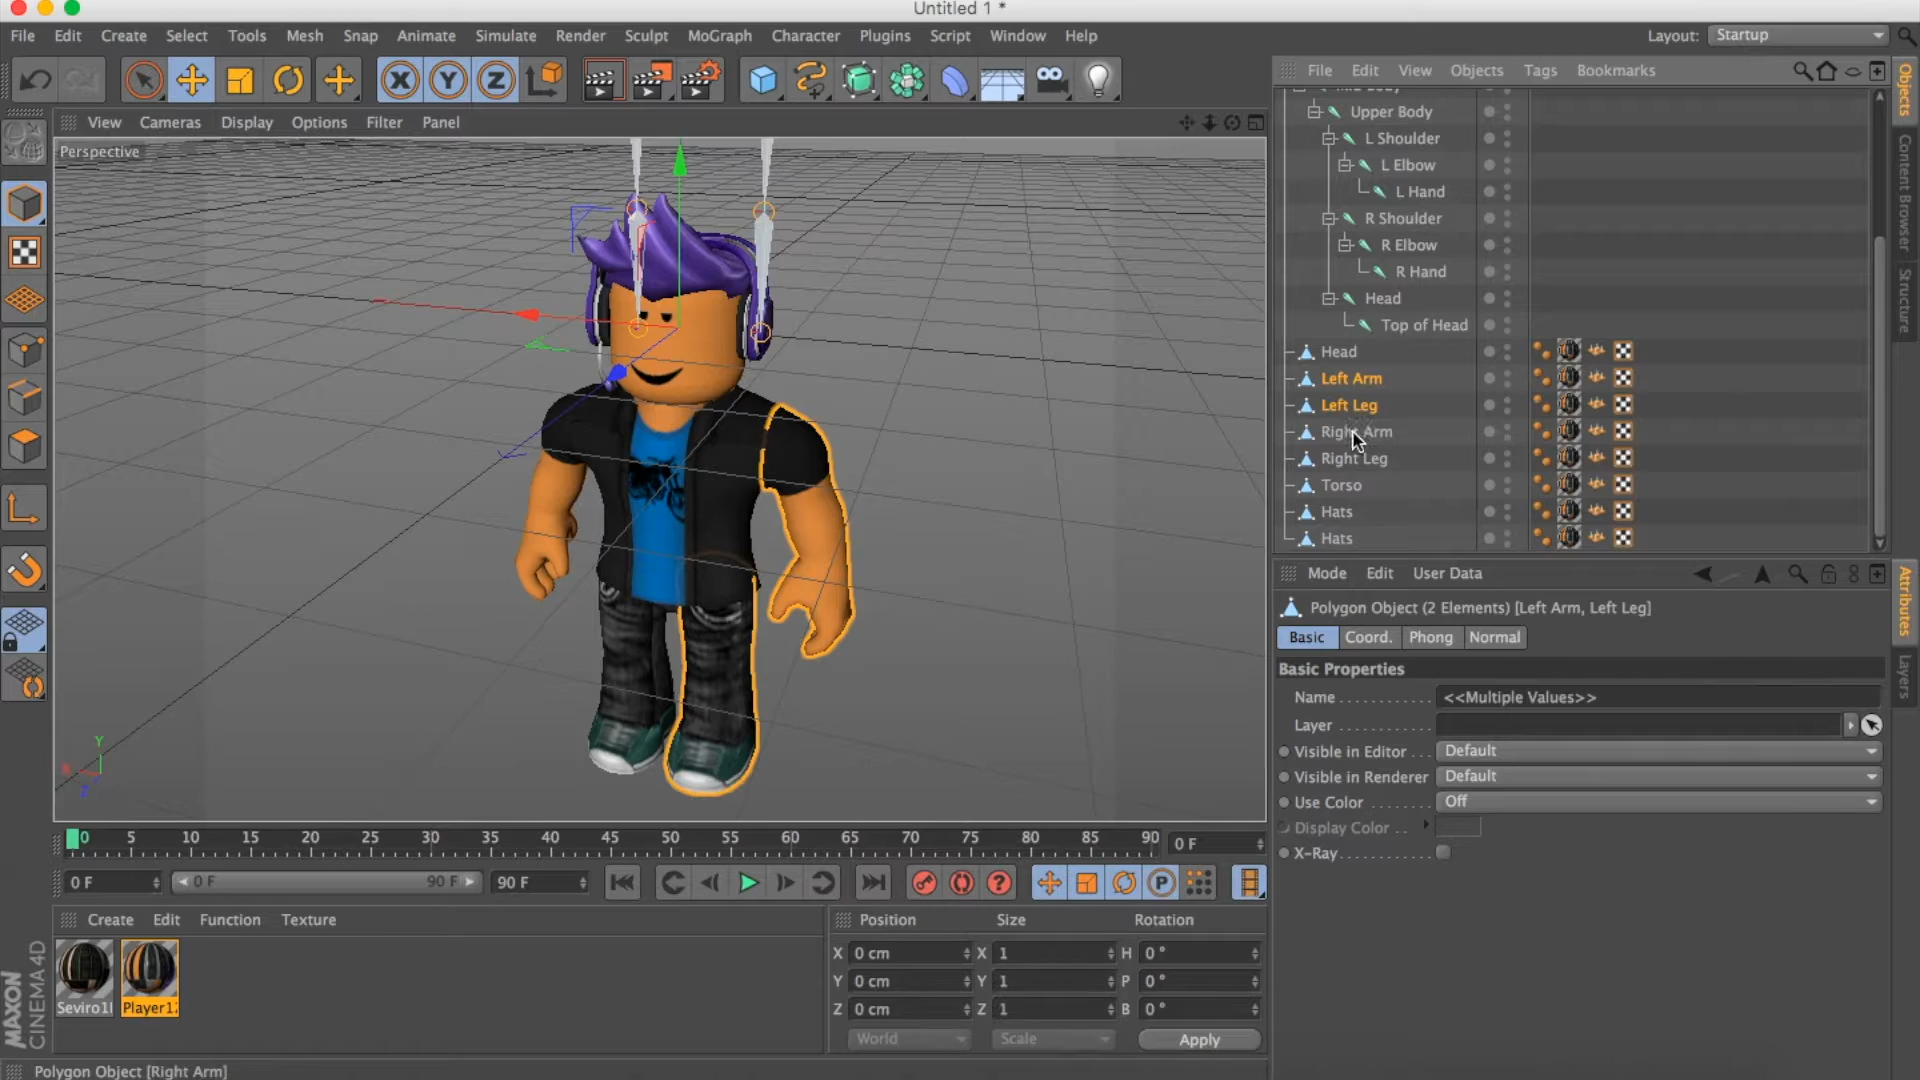 Untitled 1 *
File Edit Create Select Tools Mesh Snap Animate Simulate Render Sculpt MoGraph Character Plugins Script Window Help Layout: Startup
X Y Z
File Edit View Objects Tags Bookmarks
Objects
Content Browser
Structure
View Cameras Display Options Filter Panel
Perspective
Upper Body
L Shoulder
L Elbow
L Hand
R Shoulder
R Elbow
R Hand
Head
Top of Head
Head
Left Arm
Left Leg
Right Arm
Right Leg
Torso
Hats
Hats
Y
X
Z
Mode Edit User Data
Attributes
Layers
Polygon Object (2 Elements) [Left Arm, Left Leg]
Basic Coord. Phong Normal
Basic Properties
Name . . . . . . . . . . . <<Multiple Values>>
Layer . . . . . . . . . . .
Visible in Editor . . . Default
Visible in Renderer Default
Use Color . . . . . . . . Off
Display Color . .
X-Ray. . . . . . . . . . . .
0 5 10 15 20 25 30 35 40 45 50 55 60 65 70 75 80 85 90 0 F
0 F 0 F 90 F 90 F
P
Create Edit Function Texture
Position Size Rotation
X 0 cm X 1 H 0 °
Y 0 cm Y 1 P 0 °
Z 0 cm Z 1 B 0 °
World Scale Apply
MAXON
CINEMA 4D
Polygon Object [Right Arm]